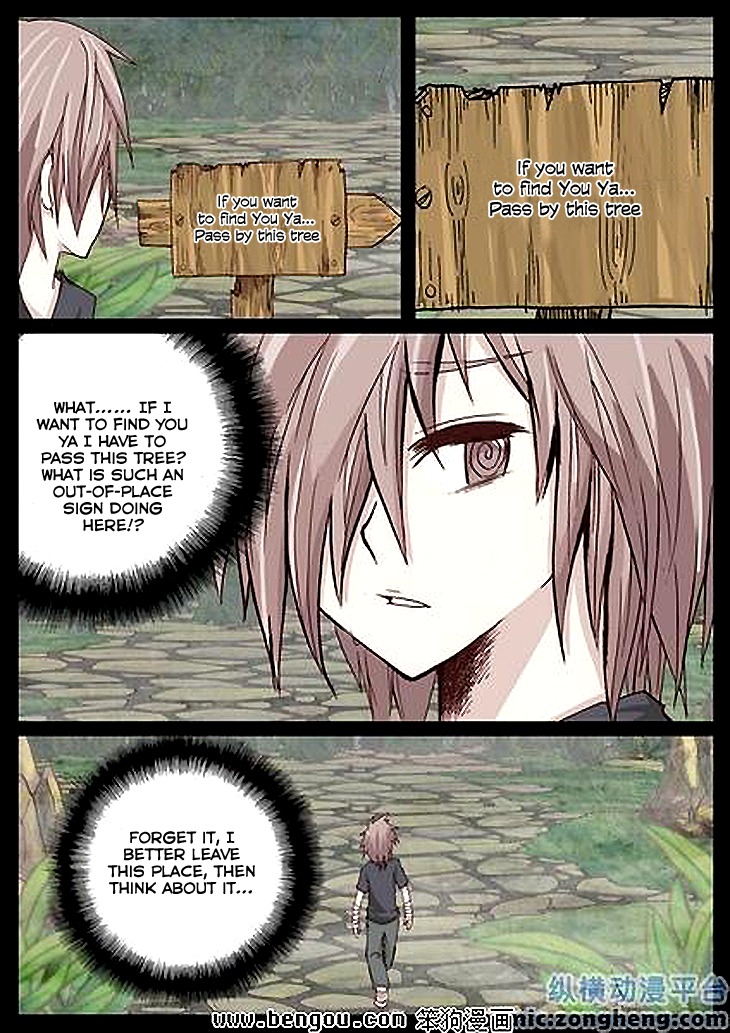 If you want
to find You Ya...
Pass by this tree
If you want
to find You Ya...
Pass by this tree
WHAT...... IF I
WANT TO FIND YOU
YA I HAVE TO
PASS THIS TREE?
WHAT IS SUCH AN
OUT-OF-PLACE
SIGN DOING
HERE!?
FORGET IT, I
BETTER LEAVE
THIS PLACE, THEN
THINK ABOUT IT...
纵横动漫平台
www.bengou.com 笨狗漫画
nic.zongheng.com